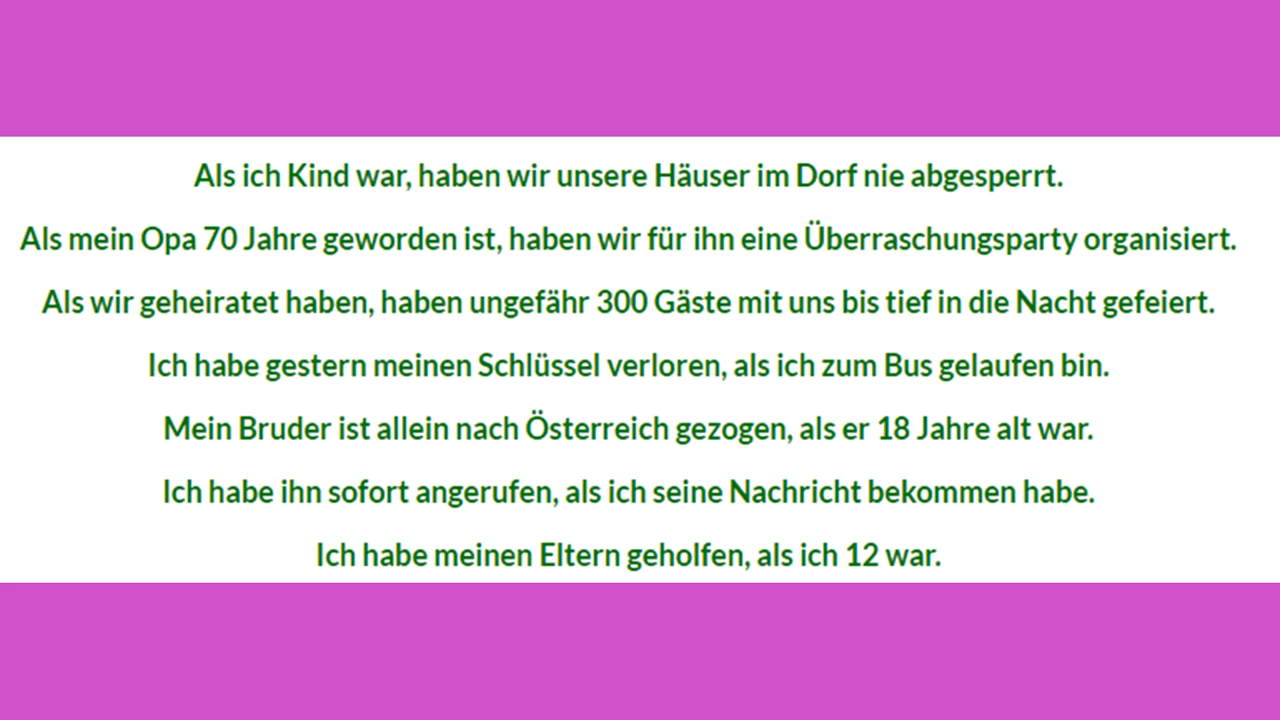 Als ich Kind war, haben wir unsere Häuser im Dorf nie abgesperrt.
Als mein Opa 70 Jahre geworden ist, haben wir für ihn eine Überraschungsparty organisiert.
Als wir geheiratet haben, haben ungefähr 300 Gäste mit uns bis tief in die Nacht gefeiert.
Ich habe gestern meinen Schlüssel verloren, als ich zum Bus gelaufen bin.
Mein Bruder ist allein nach Österreich gezogen, als er 18 Jahre alt war.
Ich habe ihn sofort angerufen, als ich seine Nachricht bekommen habe.
Ich habe meinen Eltern geholfen, als ich 12 war.